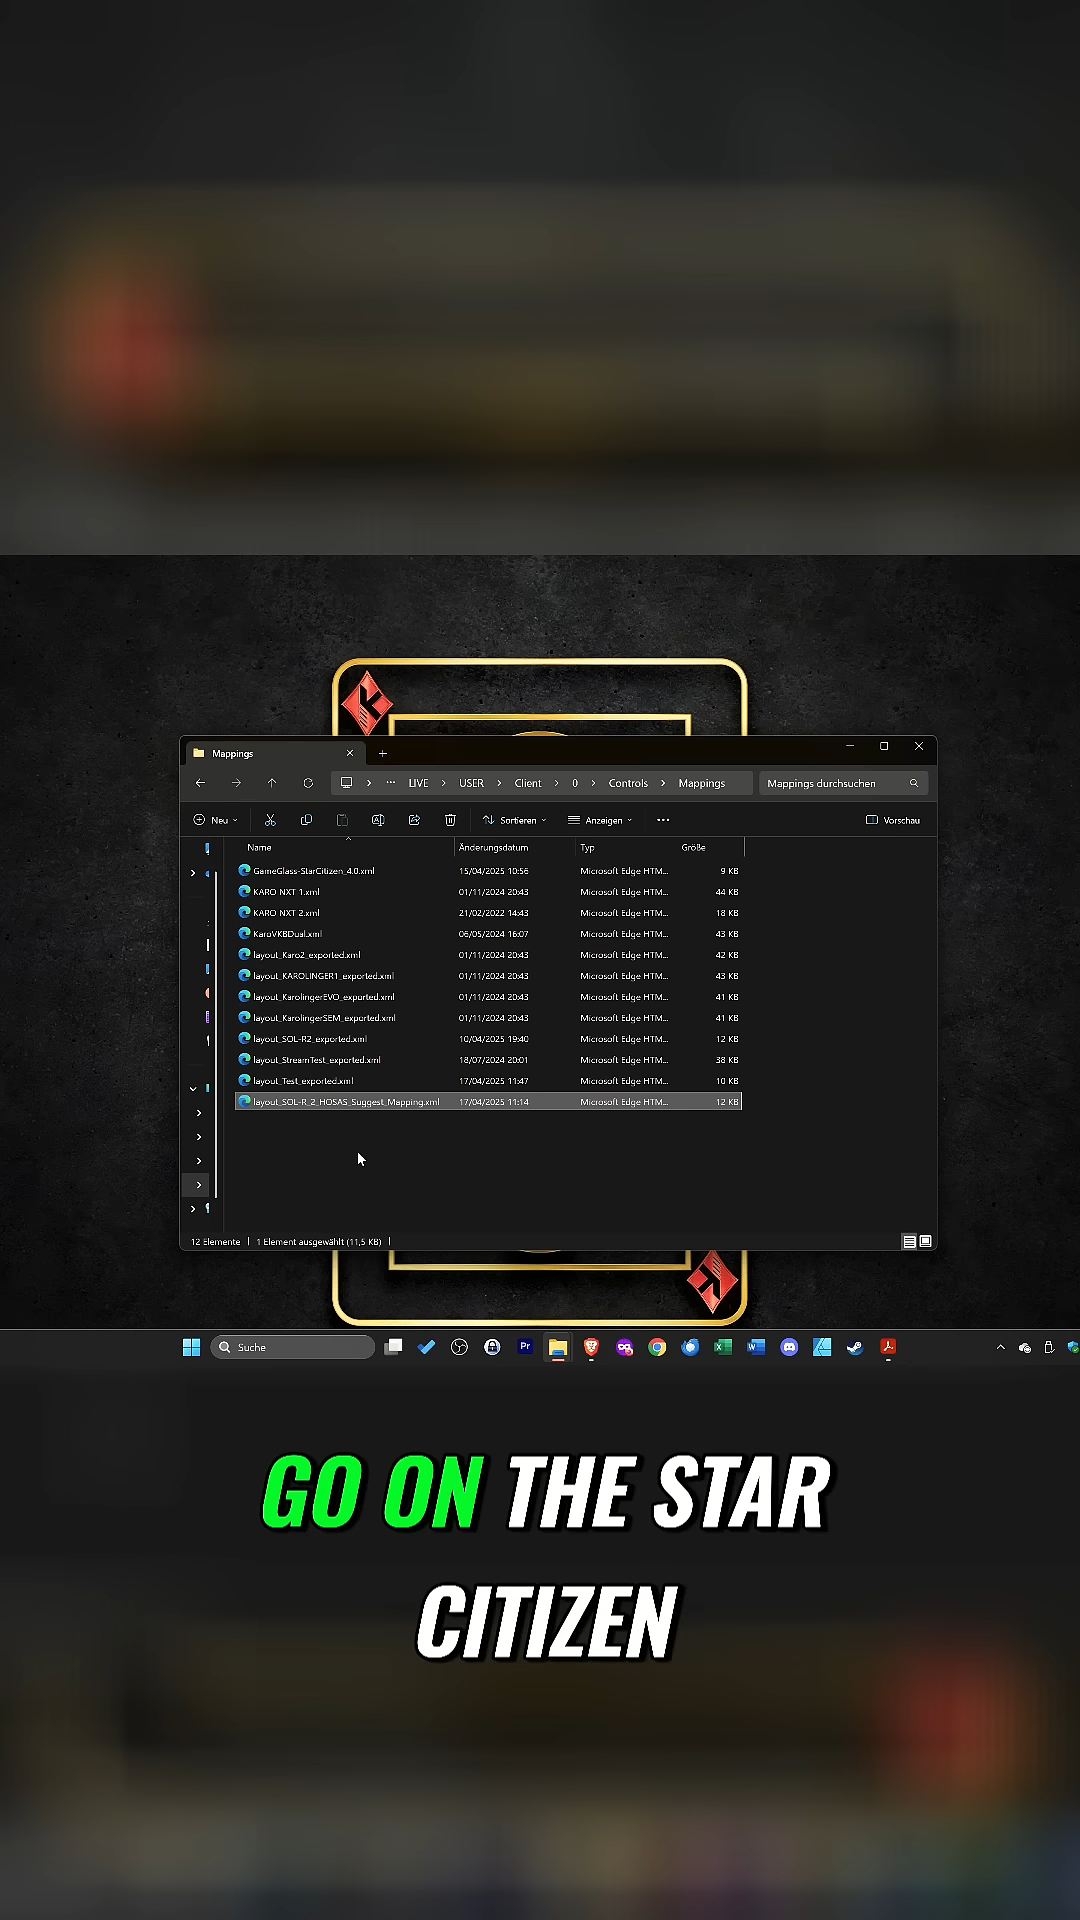 Mappings
LIVE USER Client 0 Controls Mappings Mappings durchsuchen
Neu Sortieren Anzeigen Vorschau
Name Änderungsdatum Typ Größe
GameGlass-StarCitizen_4.0.xml 15/04/2025 10:56 Microsoft Edge HTM... 9 KB
KARO NXT 1.xml 01/11/2024 20:43 Microsoft Edge HTM... 44 KB
KARO NXT 2.xml 21/02/2022 14:43 Microsoft Edge HTM... 18 KB
KaroVKBDual.xml 06/05/2024 16:07 Microsoft Edge HTM... 43 KB
layout_Karo2_exported.xml 01/11/2024 20:43 Microsoft Edge HTM... 42 KB
layout_KAROLINGER1_exported.xml 01/11/2024 20:43 Microsoft Edge HTM... 43 KB
layout_KarolingerEVO_exported.xml 01/11/2024 20:43 Microsoft Edge HTM... 41 KB
layout_KarolingerSEM_exported.xml 01/11/2024 20:43 Microsoft Edge HTM... 41 KB
layout_SOL-R2_exported.xml 10/04/2025 19:40 Microsoft Edge HTM... 12 KB
layout_StreamTest_exported.xml 18/07/2024 20:01 Microsoft Edge HTM... 38 KB
layout_Test_exported.xml 17/04/2025 11:47 Microsoft Edge HTM... 10 KB
layout_SOL-R_2_HOSAS_Suggest_Mapping.xml 17/04/2025 11:14 Microsoft Edge HTM... 12 KB
12 Elemente 1 Element ausgewählt (11,5 KB)
Suche Pr
GO ON THE STAR
CITIZEN